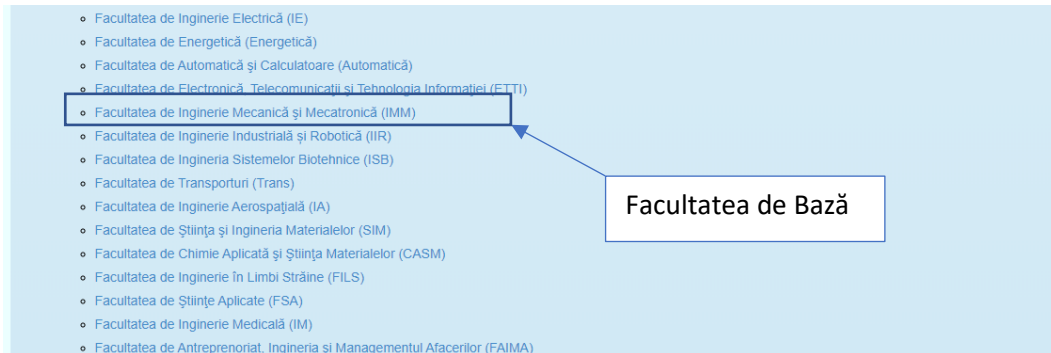 Facultatea de Inginerie Electrică (IE)
Facultatea de Energetică (Energetică)
Facultatea de Automatică şi Calculatoare (Automatică)
Facultatea de Electronică, Telecomunicaţii şi Tehnologia Informaţiei (ETTI)
Facultatea de Inginerie Mecanică şi Mecatronică (IMM)
Facultatea de Inginerie Industrială și Robotică (IIR)
Facultatea de Ingineria Sistemelor Biotehnice (ISB)
Facultatea de Transporturi (Trans)
Facultatea de Bază
Facultatea de Inginerie Aerospaţială (IA)
Facultatea de Ştiinţa şi Ingineria Materialelor (SIM)
Facultatea de Chimie Aplicată şi Ştiinţa Materialelor (CASM)
Facultatea de Inginerie în Limbi Străine (FILS)
Facultatea de Ştiinţe Aplicate (FSA)
Facultatea de Inginerie Medicală (IM)
Facultatea de Antreprenoriat, Ingineria şi Managementul Afacerilor (FAIMA)